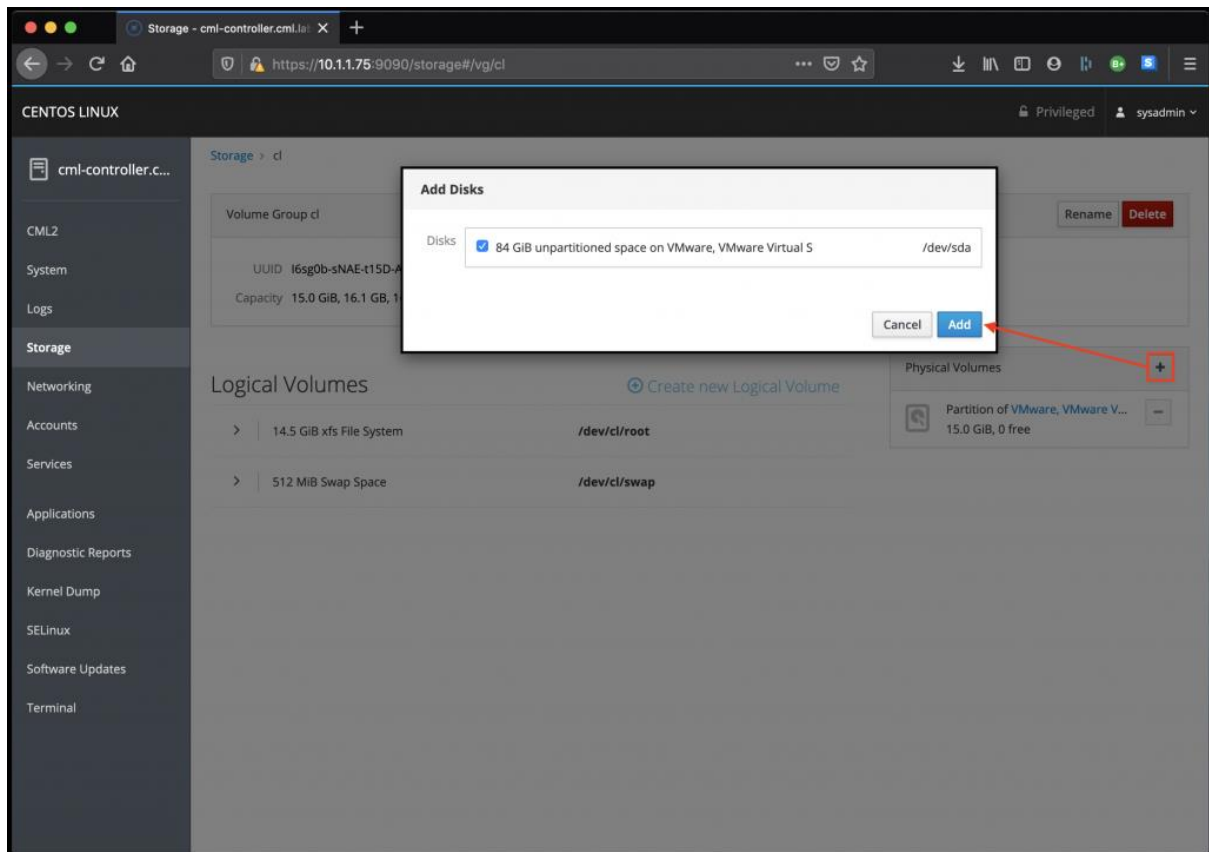 Storage - cml-controller.cml.la
https://10.1.1.75:9090/storage#/vg/cl
CENTOS LINUX
Privileged
sysadmin
cml-controller.c...
CML2
System
Logs
Storage
Networking
Accounts
Services
Applications
Diagnostic Reports
Kernel Dump
SELinux
Software Updates
Terminal
Storage > cl
Volume Group cl
Rename Delete
UUID I6sg0b-sNAE-t15D-A
Capacity 15.0 GiB, 16.1 GB, 1
Add Disks
Disks 84 GiB unpartitioned space on VMware, VMware Virtual S /dev/sda
Cancel Add
Logical Volumes
Create new Logical Volume
14.5 GiB xfs File System /dev/cl/root
512 MiB Swap Space /dev/cl/swap
Physical Volumes
Partition of VMware, VMware V...
15.0 GiB, 0 free